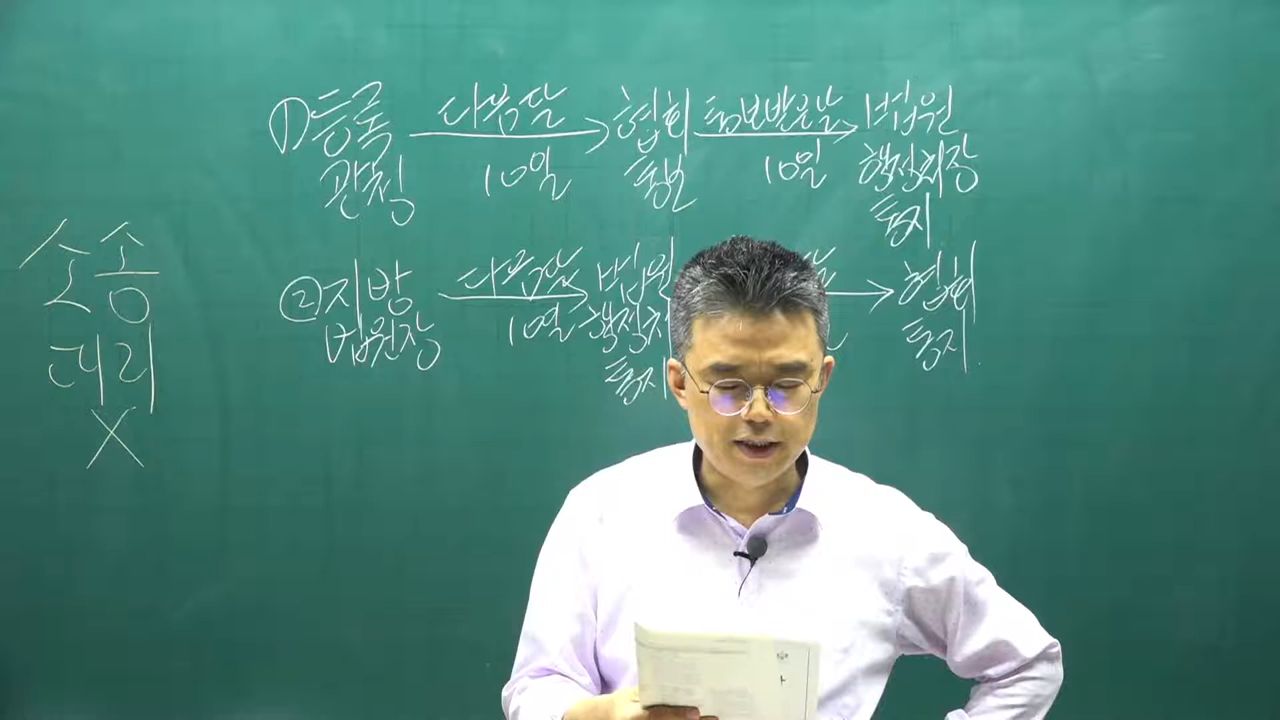 소송
대리
X
① 등록 다음달 협회 통보받은날 법원
관청 10일 통보 10일 행정처장
통지
② 지방 다음달 법원 협회
법원장 10일 행정처 통지
통지